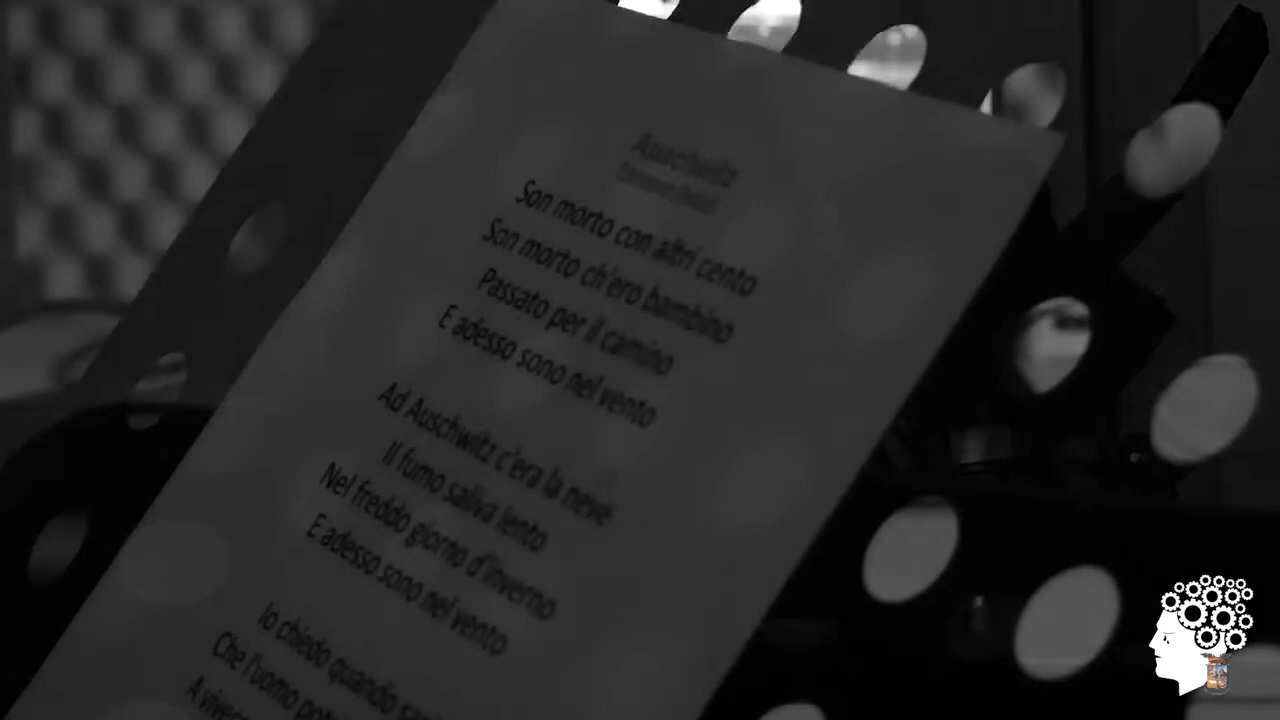 Auschwitz
Son morto con altri cento
Son morto ch'ero bambino
Passato per il camino
E adesso sono nel vento
Ad Auschwitz c'era la neve
Il fumo saliva lento
Nel freddo giorno d'inverno
E adesso sono nel vento
Io chiedo quando
Che l'uomo
A